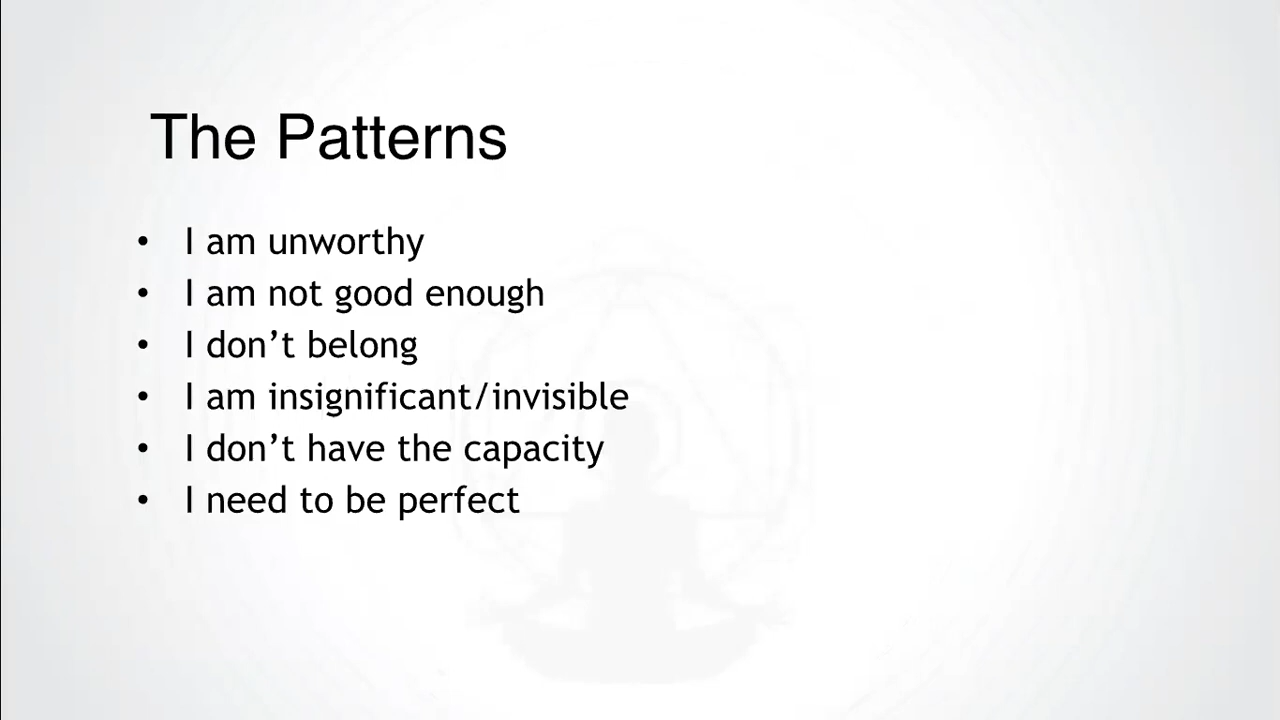 The Patterns
• I am unworthy
• I am not good enough
• I don’t belong
• I am insignificant/invisible
• I don’t have the capacity
• I need to be perfect